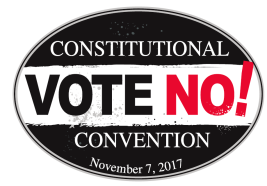 CONSTITUTIONAL
VOTE NO!
CONVENTION
November 7, 2017